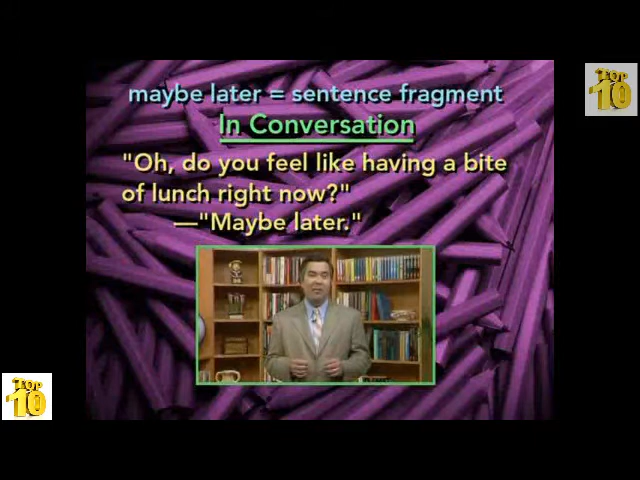 maybe later = sentence fragment
In Conversation
"Oh, do you feel like having a bite
of lunch right now?"
—"Maybe later."
TOP
10
TOP
10